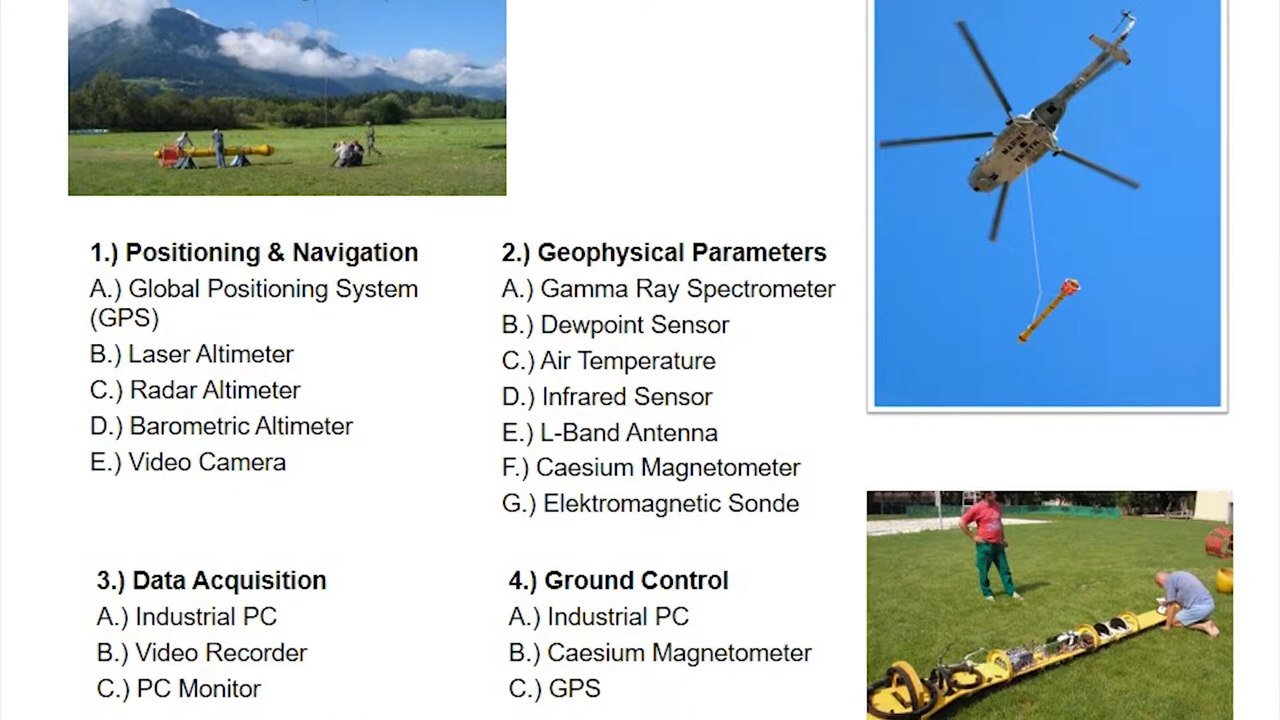 1.) Positioning & Navigation
A.) Global Positioning System
(GPS)
B.) Laser Altimeter
C.) Radar Altimeter
D.) Barometric Altimeter
E.) Video Camera
2.) Geophysical Parameters
A.) Gamma Ray Spectrometer
B.) Dewpoint Sensor
C.) Air Temperature
D.) Infrared Sensor
E.) L-Band Antenna
F.) Caesium Magnetometer
G.) Elektromagnetic Sonde
3.) Data Acquisition
A.) Industrial PC
B.) Video Recorder
C.) PC Monitor
4.) Ground Control
A.) Industrial PC
B.) Caesium Magnetometer
C.) GPS